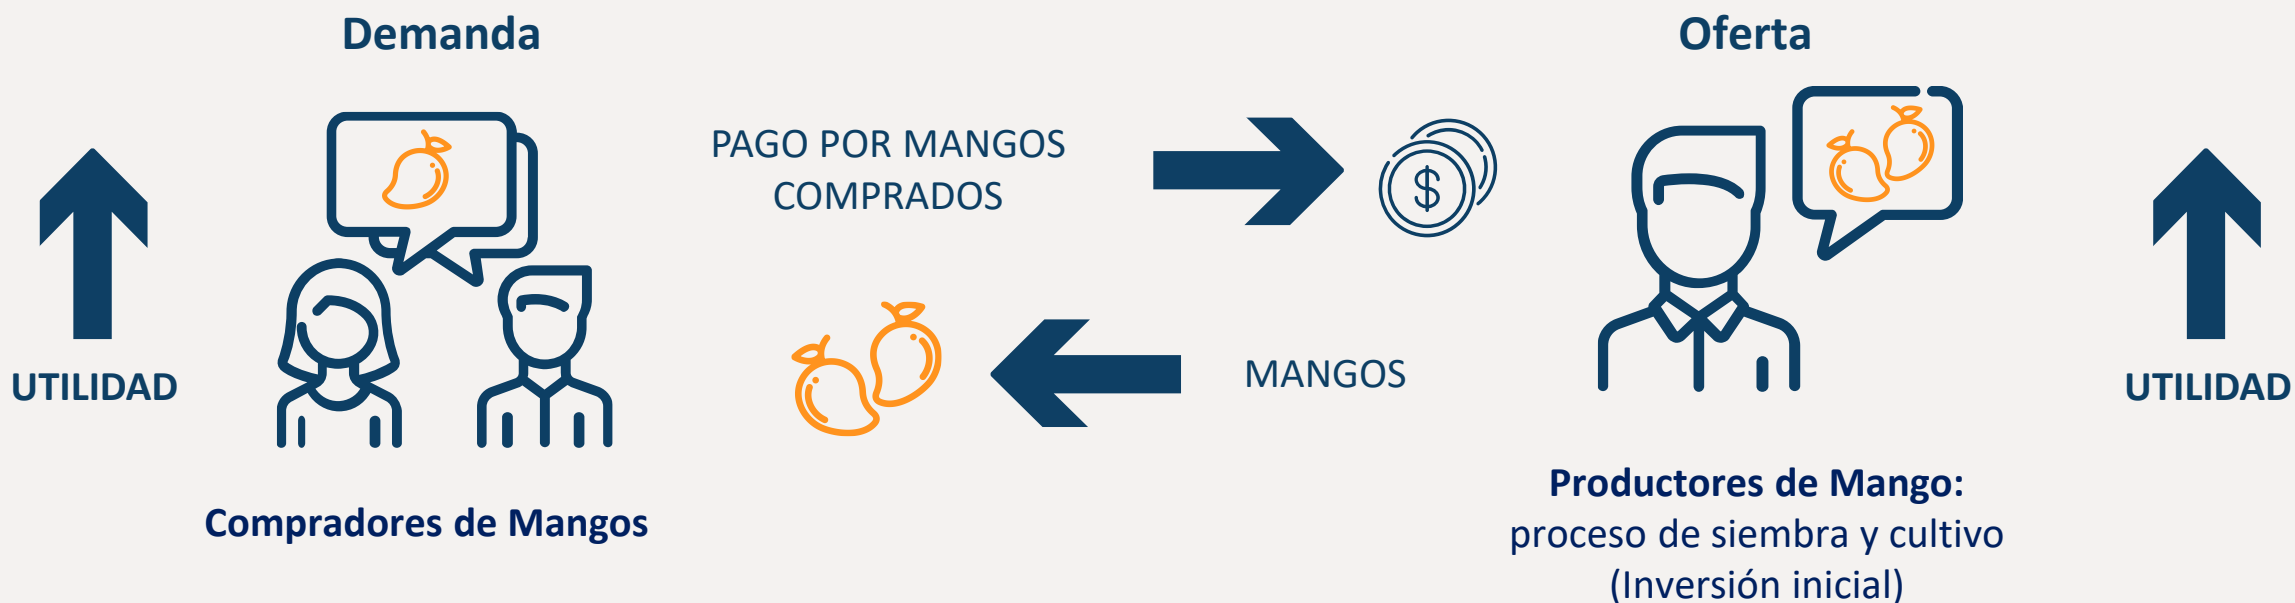 Demanda
Oferta
PAGO POR MANGOS
COMPRADOS
$
MANGOS
UTILIDAD
UTILIDAD
Compradores de Mangos
Productores de Mango:
proceso de siembra y cultivo
(Inversión inicial)